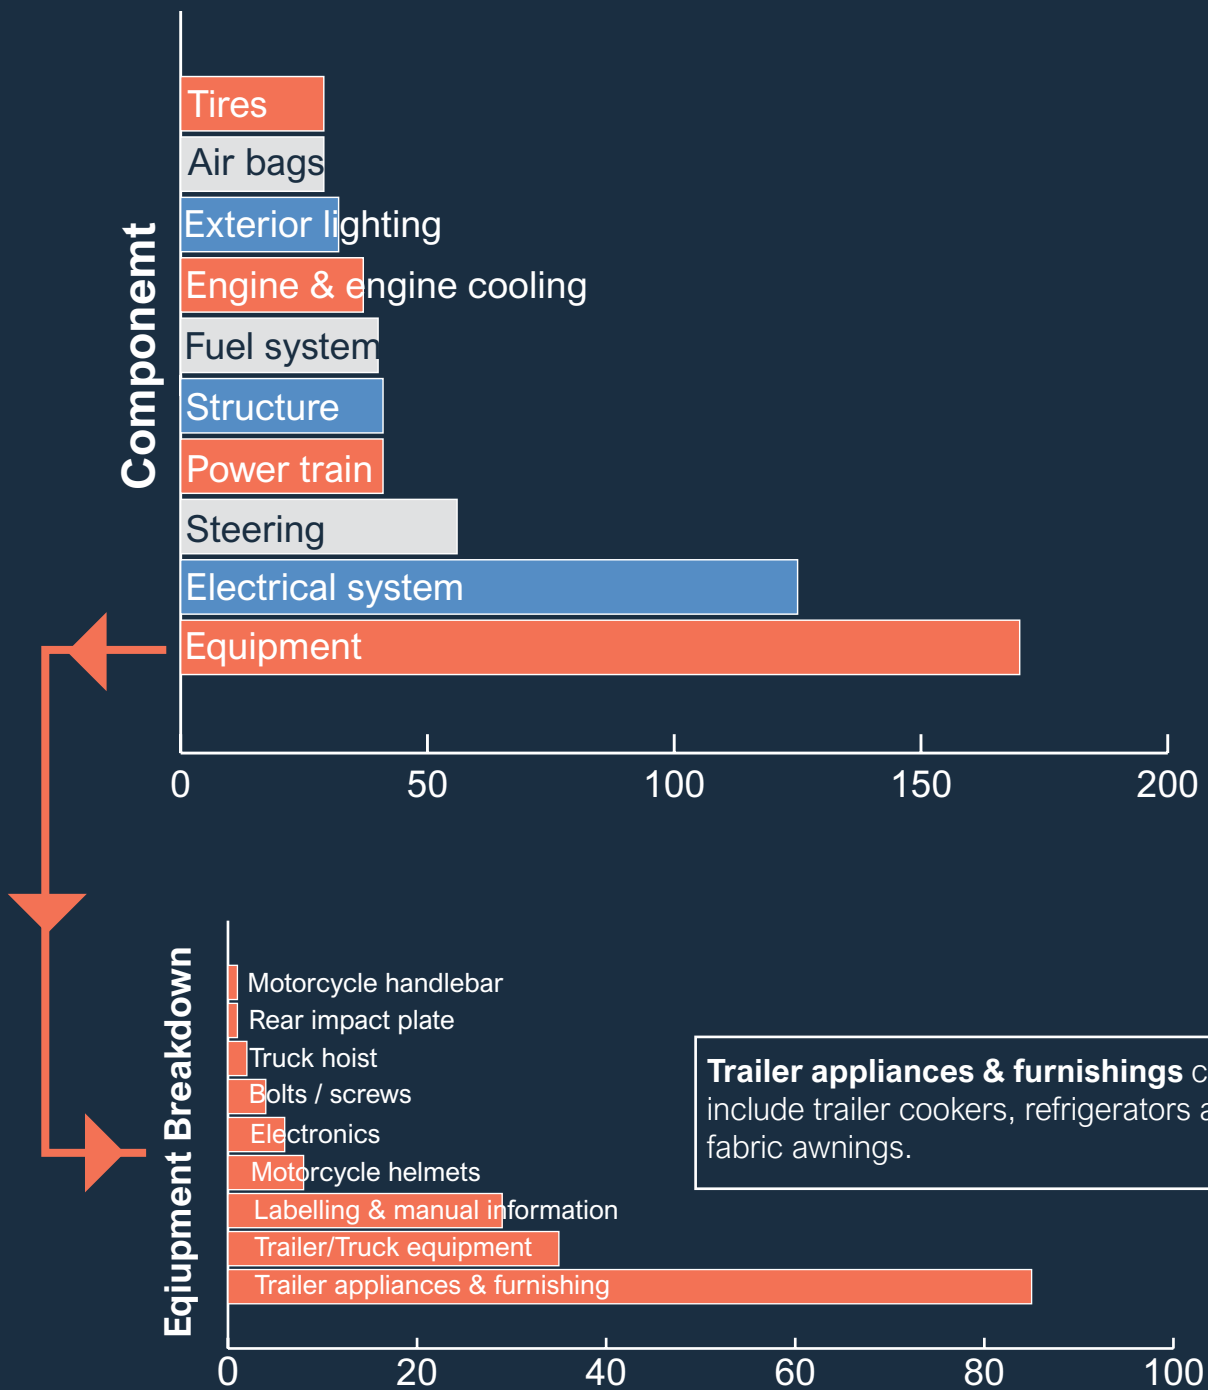 Componemt
Tires
Air bags
Exterior lighting
Engine & engine cooling
Fuel system
Structure
Power train
Steering
Electrical system
Equipment
0 50 100 150 200
Eqiupment Breakdown
Motorcycle handlebar
Rear impact plate
Truck hoist
Bolts / screws
Electronics
Motorcycle helmets
Labelling & manual information
Trailer/Truck equipment
Trailer appliances & furnishing
0 20 40 60 80 100
Trailer appliances & furnishings
include trailer cookers, refrigerators
fabric awnings.